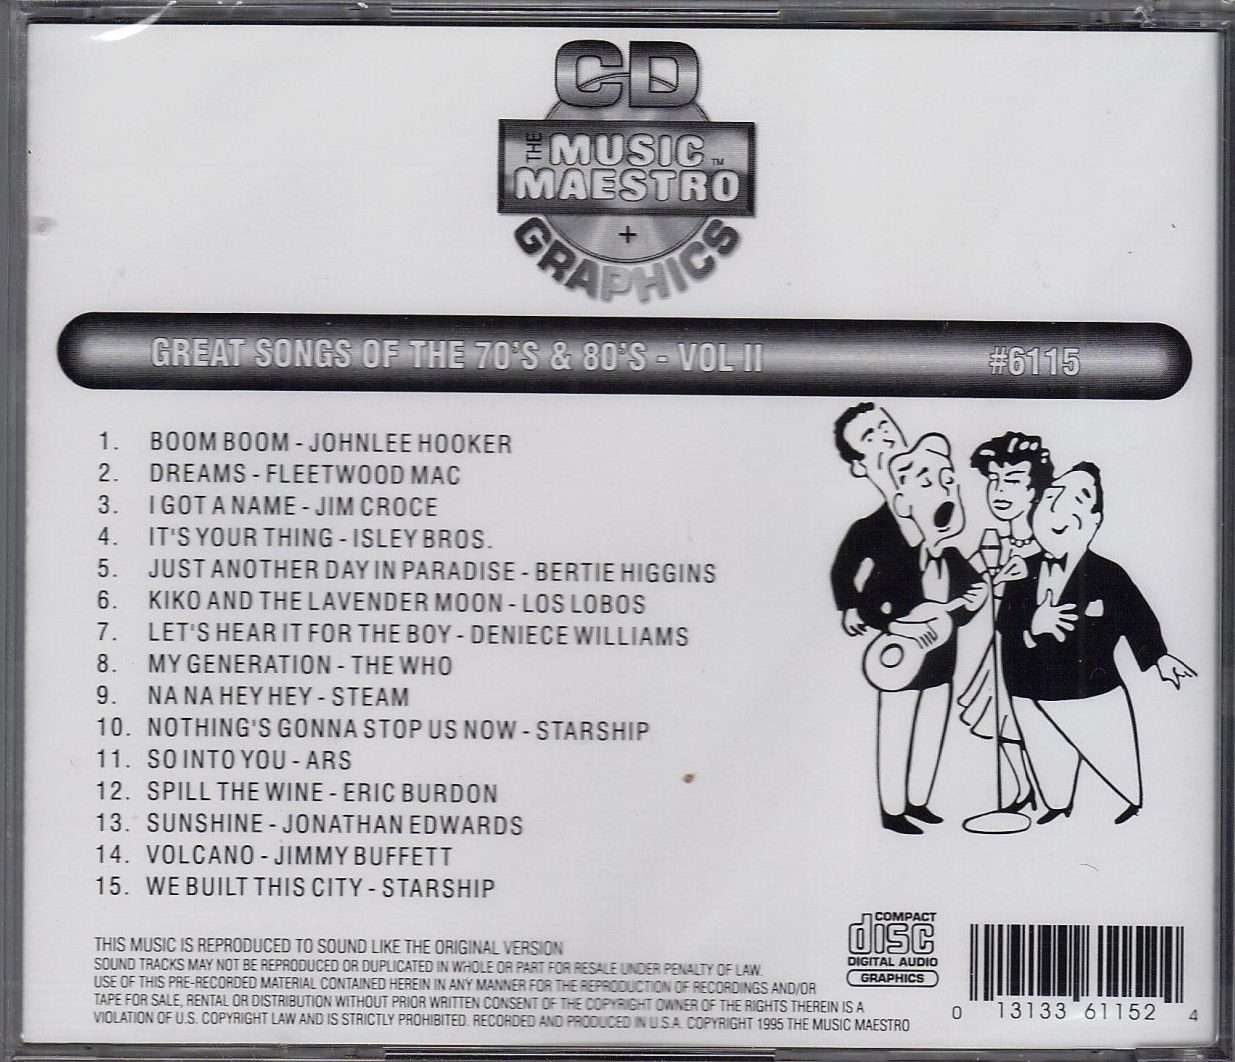 CD
THE MUSIC TM
MAESTRO
+
GRAPHICS
GREAT SONGS OF THE 70'S & 80'S - VOL II #6115
1. BOOM BOOM - JOHNLEE HOOKER
2. DREAMS - FLEETWOOD MAC
3. I GOT A NAME - JIM CROCE
4. IT'S YOUR THING - ISLEY BROS.
5. JUST ANOTHER DAY IN PARADISE - BERTIE HIGGINS
6. KIKO AND THE LAVENDER MOON - LOS LOBOS
7. LET'S HEAR IT FOR THE BOY - DENIECE WILLIAMS
8. MY GENERATION - THE WHO
9. NA NA HEY HEY - STEAM
10. NOTHING'S GONNA STOP US NOW - STARSHIP
11. SO INTO YOU - ARS
12. SPILL THE WINE - ERIC BURDON
13. SUNSHINE - JONATHAN EDWARDS
14. VOLCANO - JIMMY BUFFETT
15. WE BUILT THIS CITY - STARSHIP
THIS MUSIC IS REPRODUCED TO SOUND LIKE THE ORIGINAL VERSION
SOUND TRACKS MAY NOT BE REPRODUCED OR DUPLICATED IN WHOLE OR PART FOR RESALE UNDER PENALTY OF LAW.
USE OF THIS PRE-RECORDED MATERIAL CONTAINED HEREIN IN ANY MANNER FOR THE REPRODUCTION OF RECORDINGS AND/OR
TAPE FOR SALE, RENTAL OR DISTRIBUTION WITHOUT PRIOR WRITTEN CONSENT OF THE COPYRIGHT OWNER OF THE RIGHTS THEREIN IS A
VIOLATION OF U.S. COPYRIGHT LAW AND IS STRICTLY PROHIBITED. RECORDED AND PRODUCED IN U.S.A. COPYRIGHT 1995 THE MUSIC MAESTRO
COMPACT
disc
DIGITAL AUDIO
GRAPHICS
0 13133 61152 4